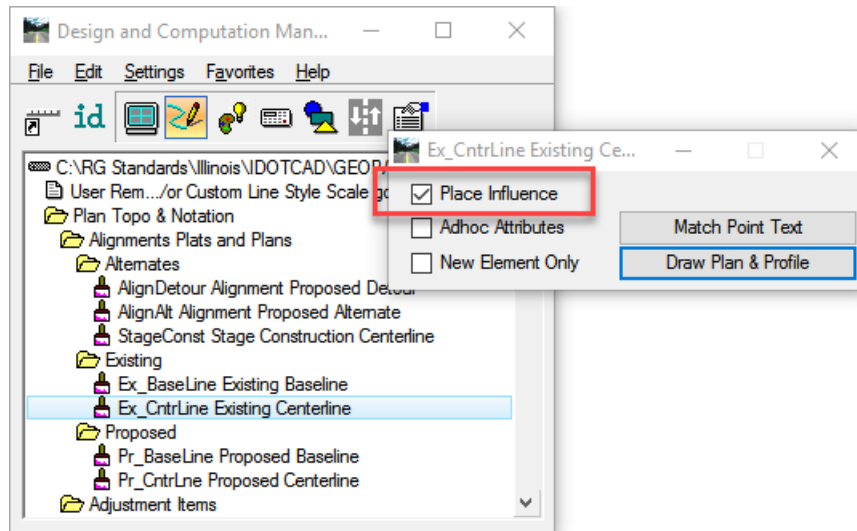 Design and Computation Man...
File Edit Settings Favorites Help
id
C:\RG Standards\Illinois\IDOTCAD\GEOPA
User Rem.../or Custom Line Style Scale go
Plan Topo & Notation
Alignments Plats and Plans
Alternates
AlignDetour Alignment Proposed Detour
AlignAlt Alignment Proposed Alternate
StageConst Stage Construction Centerline
Existing
Ex_BaseLine Existing Baseline
Ex_CntrLine Existing Centerline
Proposed
Pr_BaseLine Proposed Baseline
Pr_CntrLne Proposed Centerline
Adjustment Items
Ex_CntrLine Existing Ce...
Place Influence
Adhoc Attributes Match Point Text
New Element Only Draw Plan & Profile